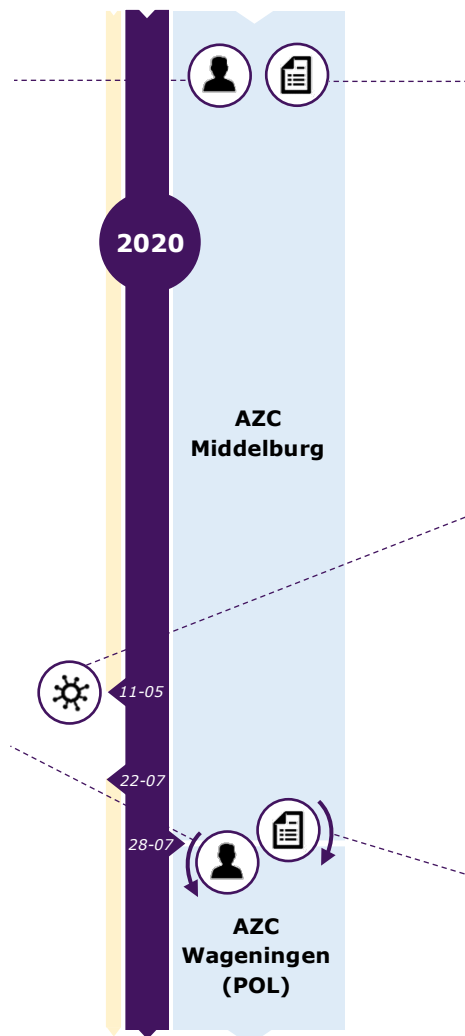 2020
AZC
Middelburg
11-05
22-07
28-07
AZC
Wageningen
(POL)